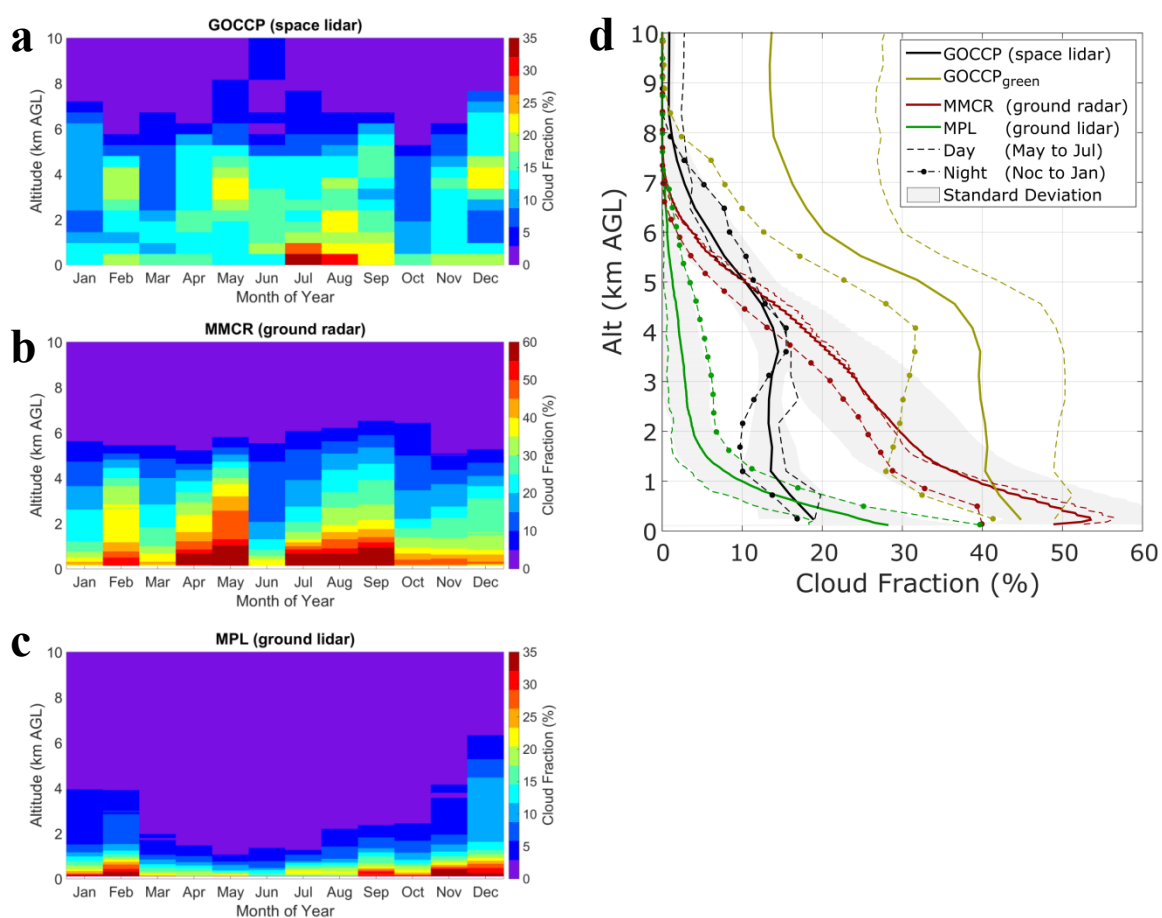 a
GOCCP (space lidar)
10
8
6
4
2
0
Altitude (km AGL)
Jan Feb Mar Apr May Jun Jul Aug Sep Oct Nov Dec
Month of Year
35
30
25
20
15
10
5
0
Cloud Fraction (%)
b
MMCR (ground radar)
10
8
6
4
2
0
Altitude (km AGL)
Jan Feb Mar Apr May Jun Jul Aug Sep Oct Nov Dec
Month of Year
60
50
40
30
20
10
0
Cloud Fraction (%)
c
MPL (ground lidar)
10
8
6
4
2
0
Altitude (km AGL)
Jan Feb Mar Apr May Jun Jul Aug Sep Oct Nov Dec
Month of Year
35
30
25
20
15
10
5
0
Cloud Fraction (%)
d
10
9
8
7
6
5
4
3
2
1
0
Alt (km AGL)
0 10 20 30 40 50 60
Cloud Fraction (%)
GOCCP (space lidar)
GOCCPgreen
MMCR (ground radar)
MPL (ground lidar)
Day (May to Jul)
Night (Noc to Jan)
Standard Deviation